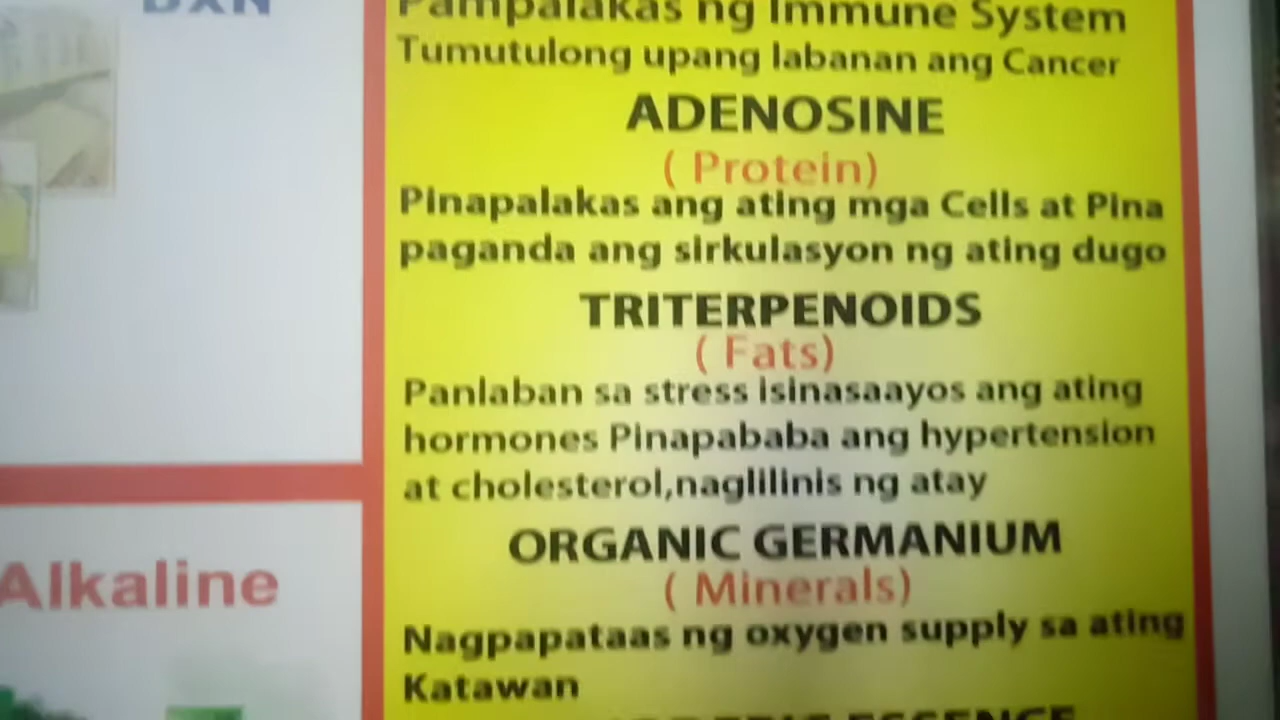 DXN
Pampalakas ng Immune System
Tumutulong upang labanan ang Cancer
ADENOSINE
( Protein)
Pinapalakas ang ating mga Cells at Pina
paganda ang sirkulasyon ng ating dugo
TRITERPENOIDS
( Fats)
Panlaban sa stress isinasaayos ang ating
hormones Pinapababa ang hypertension
at cholesterol,naglilinis ng atay
ORGANIC GERMANIUM
( Minerals)
Nagpapataas ng oxygen supply sa ating
Katawan
ESSENCE
Alkaline